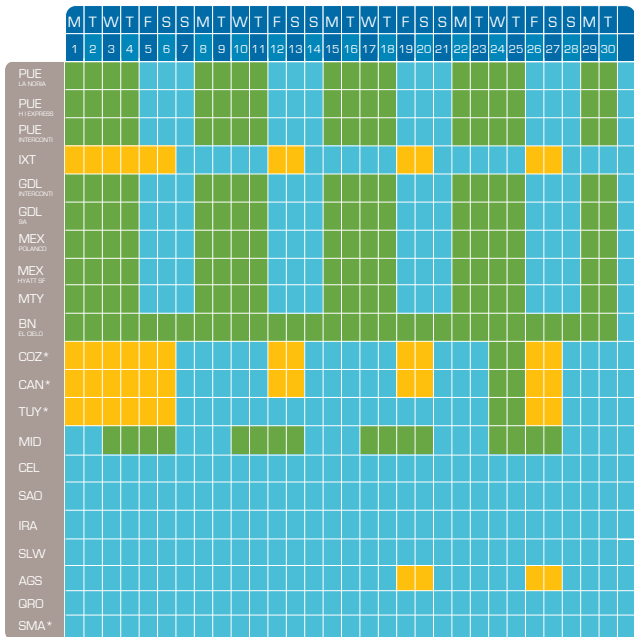 M T W T F S S M T W T F S S M T W T F S S M T W T F S S M T
1 2 3 4 5 6 7 8 9 10 11 12 13 14 15 16 17 18 19 20 21 22 23 24 25 26 27 28 29 30
PUE
LA NORIA
PUE
H I EXPRESS
PUE
INTERCONTI
IXT
GDL
INTERCONTI
GDL
SIA
MEX
POLANCO
MEX
HYATT SF
MTY
BN
EL CIELO
COZ*
CAN*
TUY*
MID
CEL
SAO
IRA
SLW
AGS
QRO
SMA*